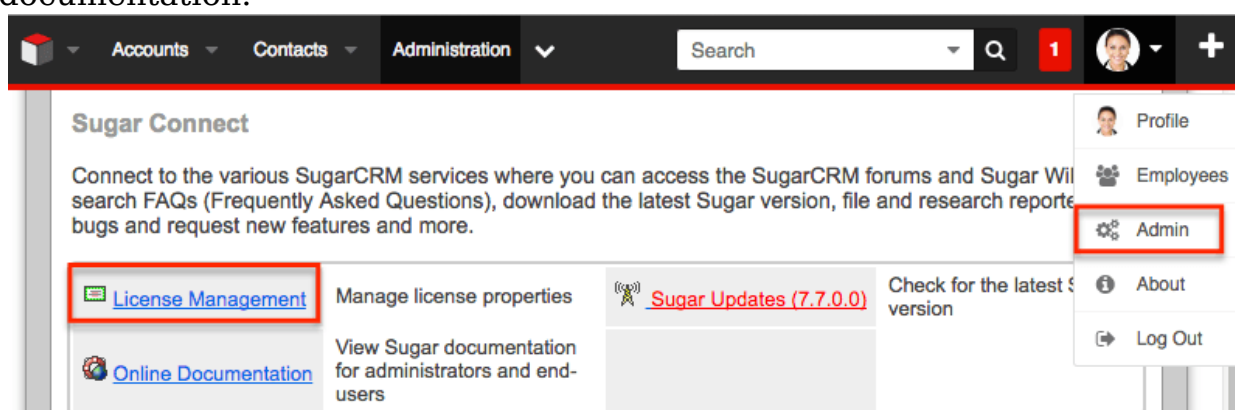 documentation.
Accounts Contacts Administration Search 1
Sugar Connect
Connect to the various SugarCRM services where you can access the SugarCRM forums and Sugar
search FAQs (Frequently Asked Questions), download the latest Sugar version, file and research
bugs and request new features and more.
Profile
Employees
Admin
About
Log Out
License Management
Manage license properties
Sugar Updates (7.7.0.0)
Check for the latest
version
Online Documentation
View Sugar documentation
for administrators and end-
users